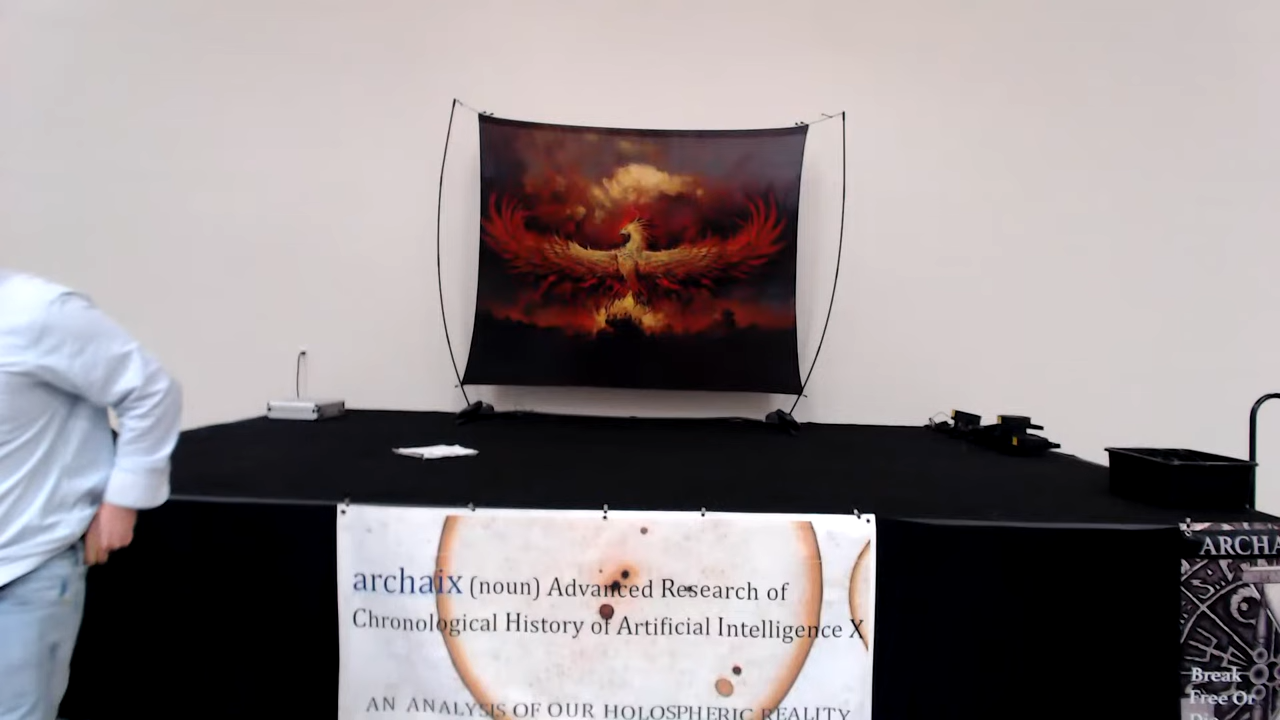 archaix (noun) Advanced Research of
Chronological History of Artificial Intelligence X
AN ANALYSIS OF OUR HOLOSPHERIC REALITY
ARCHA
Break
Free Or